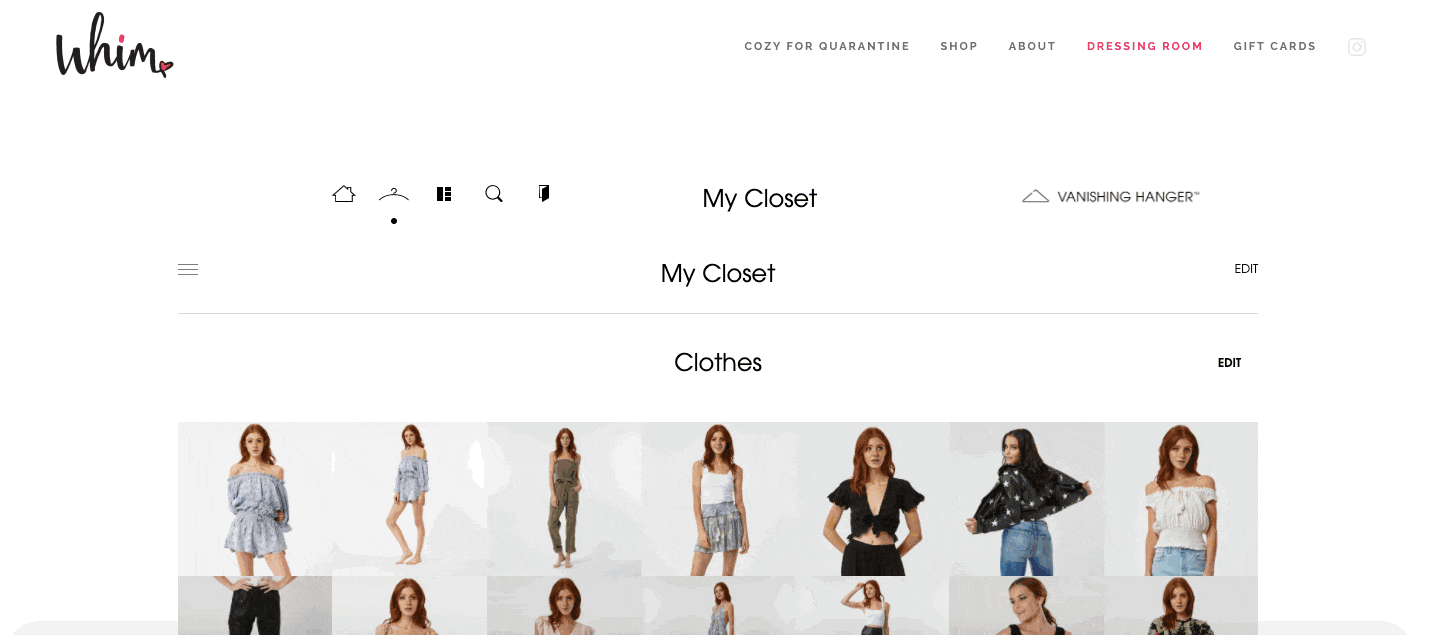 Whim
COZY FOR QUARANTINE SHOP ABOUT DRESSING ROOM GIFT CARDS
My Closet VANISHING HANGER™
My Closet EDIT
Clothes EDIT